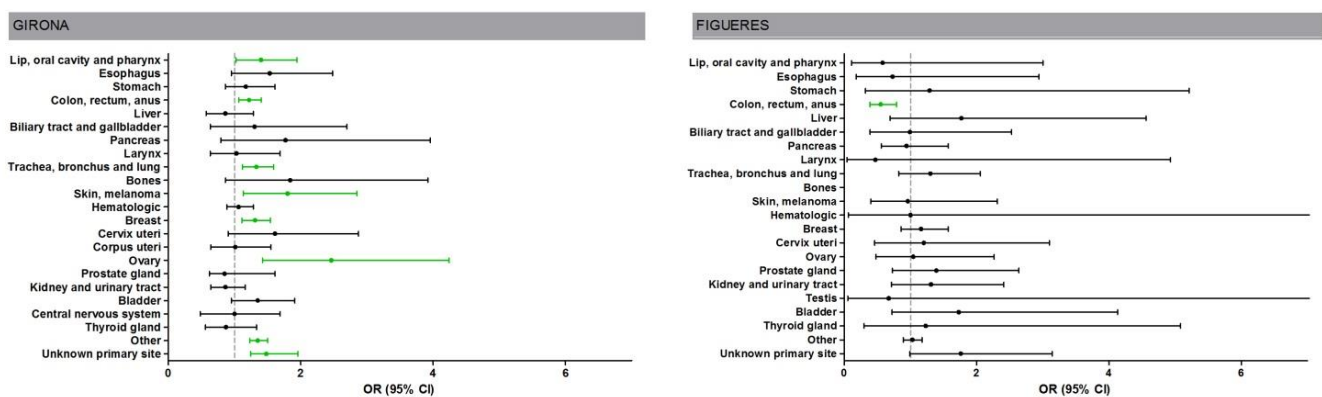 GIRONA
Lip, oral cavity and pharynx
Esophagus
Stomach
Colon, rectum, anus
Liver
Biliary tract and gallbladder
Pancreas
Larynx
Trachea, bronchus and lung
Bones
Skin, melanoma
Hematologic
Breast
Cervix uteri
Corpus uteri
Ovary
Prostate gland
Kidney and urinary tract
Bladder
Central nervous system
Thyroid gland
Other
Unknown primary site
0 2 4 6
OR (95% CI)
FIGUERES
Lip, oral cavity and pharynx
Esophagus
Stomach
Colon, rectum, anus
Liver
Biliary tract and gallbladder
Pancreas
Larynx
Trachea, bronchus and lung
Bones
Skin, melanoma
Hematologic
Breast
Cervix uteri
Ovary
Prostate gland
Kidney and urinary tract
Testis
Bladder
Thyroid gland
Other
Unknown primary site
0 2 4 6
OR (95% CI)